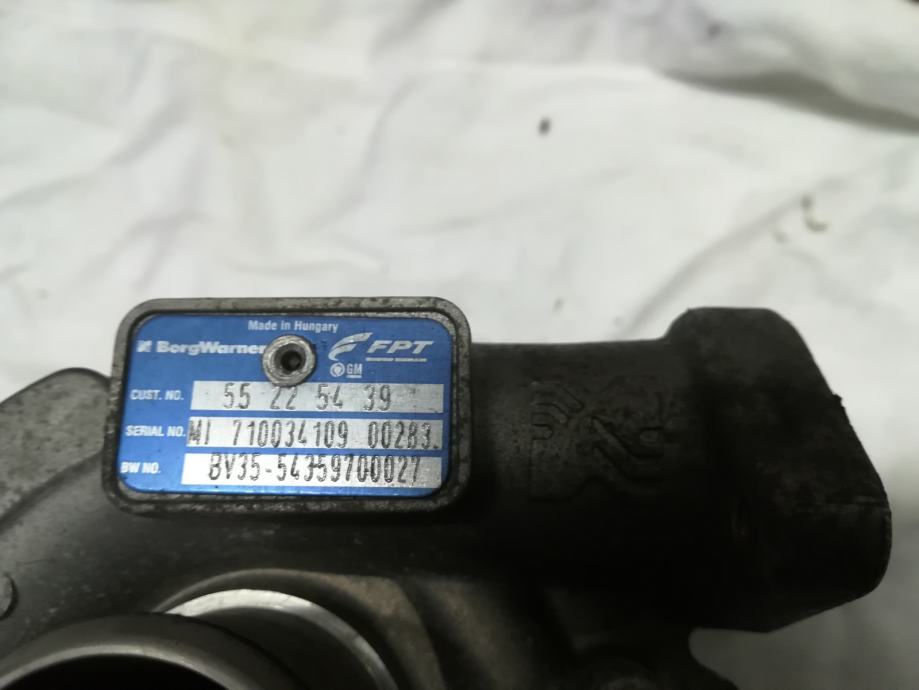 Made in Hungary
BorgWarner
FPT
GM
CUST. NO. 55 22 54 39
SERIAL NO. MI 710034109 00283.
BW NO. BV35-54359700027